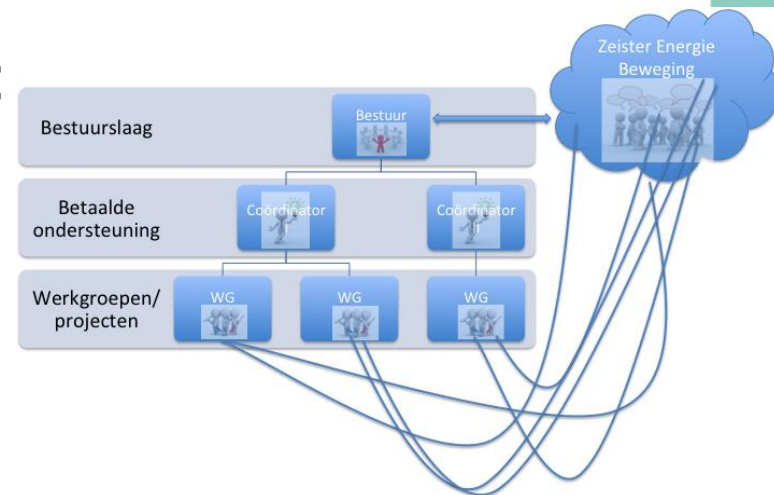 Zeister Energie
Beweging
Bestuurslaag
Bestuur
Betaalde
ondersteuning
Coördinator
I
Coördinator
Werkgroepen/
projecten
WG
WG
WG